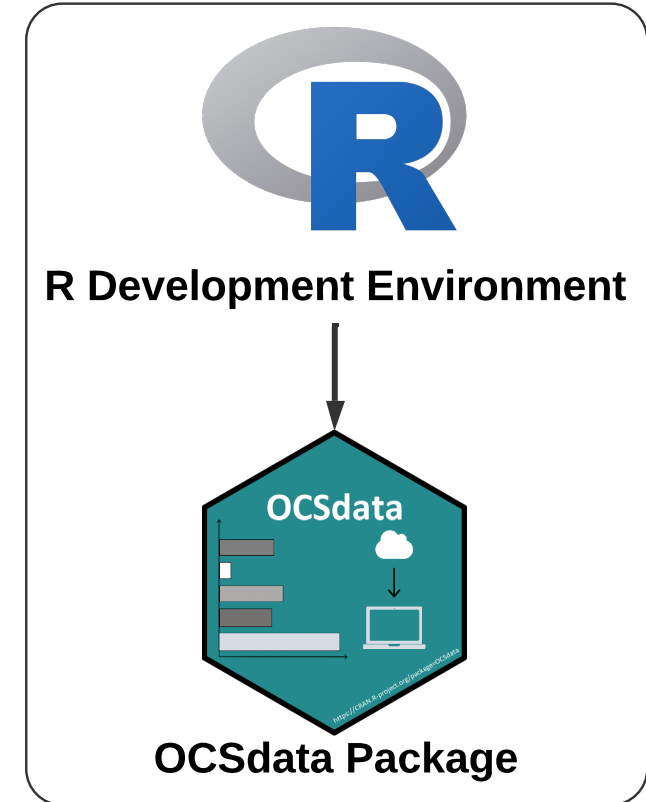 R
R Development Environment
OCSdata
https://CRAN.R-project.org/package=OCSdata
OCSdata Package